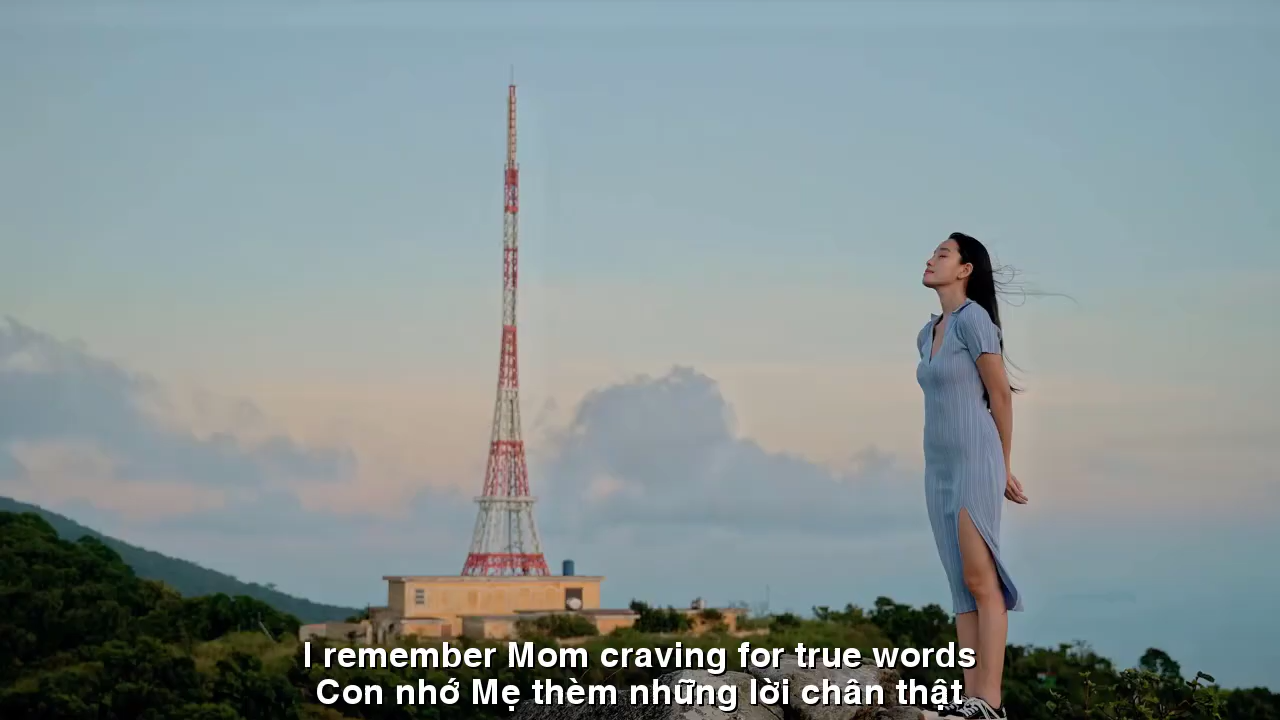 I remember Mom craving for true words
Con nhớ Mẹ thèm những lời chân thật